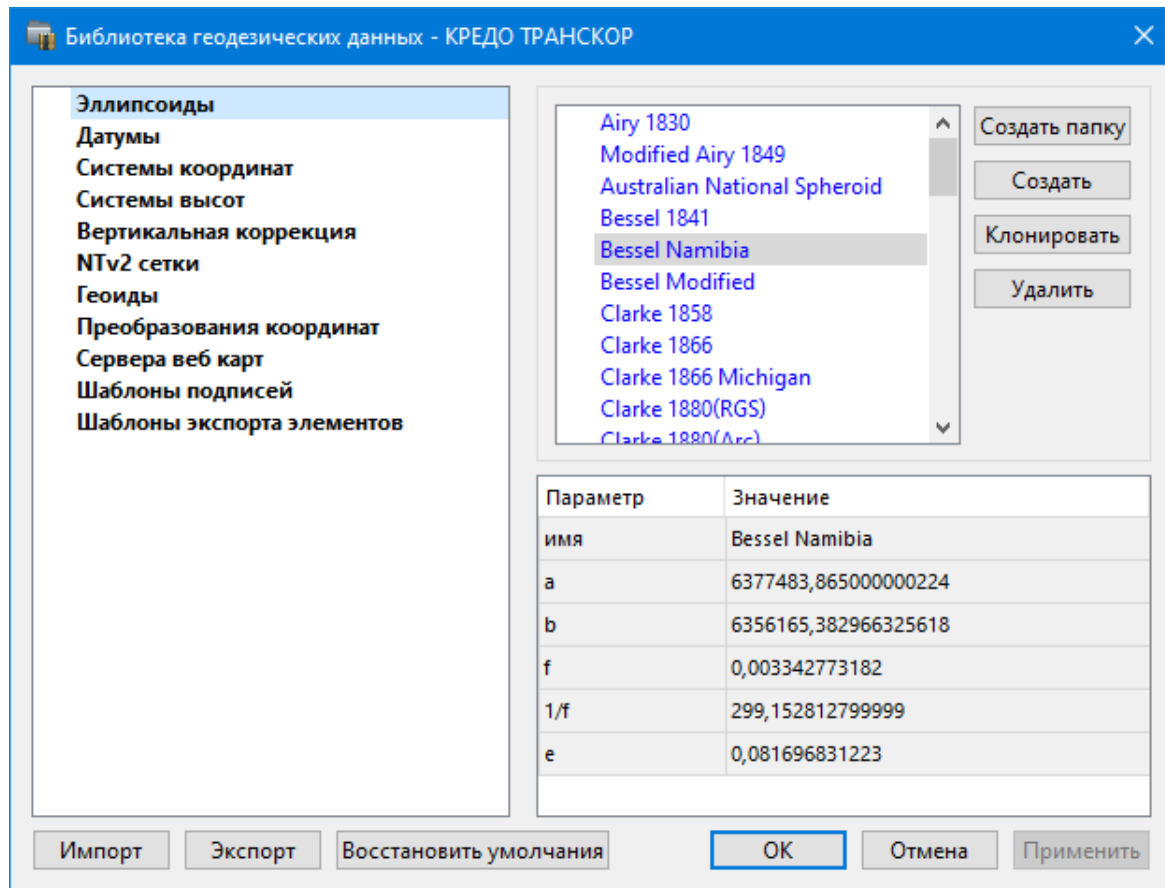 Библиотека геодезических данных - КРЕДО ТРАНСКОР
Эллипсоиды
Датумы
Системы координат
Системы высот
Вертикальная коррекция
NTv2 сетки
Геоиды
Преобразования координат
Сервера веб карт
Шаблоны подписей
Шаблоны экспорта элементов
Airy 1830
Modified Airy 1849
Australian National Spheroid
Bessel 1841
Bessel Namibia
Bessel Modified
Clarke 1858
Clarke 1866
Clarke 1866 Michigan
Clarke 1880(RGS)
Clarke 1880(Arc)
Создать папку
Создать
Клонировать
Удалить
Параметр Значение
имя Bessel Namibia
a 6377483,865000000224
b 6356165,382966325618
f 0,003342773182
1/f 299,152812799999
e 0,081696831223
Импорт Экспорт Восстановить умолчания OK Отмена Применить